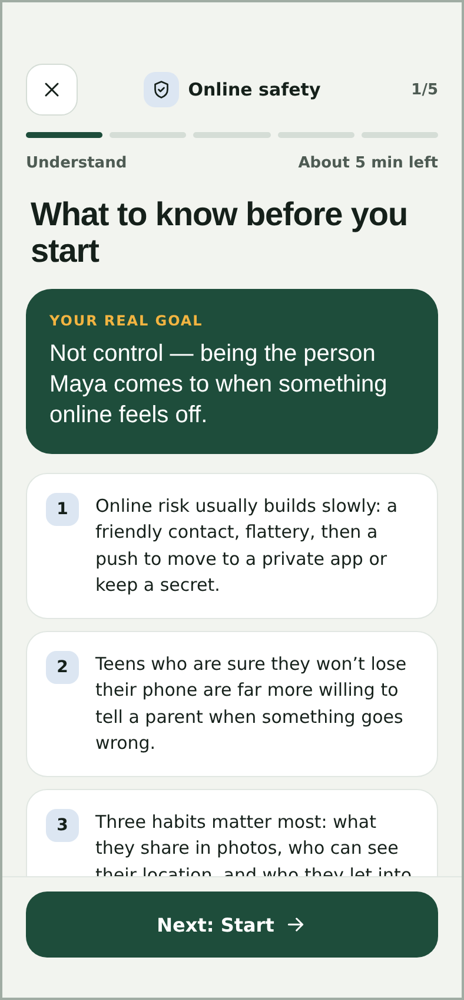 Online safety
1/5
Understand
About 5 min left
What to know before you
start
YOUR REAL GOAL
Not control — being the person
Maya comes to when something
online feels off.
1
Online risk usually builds slowly: a
friendly contact, flattery, then a
push to move to a private app or
keep a secret.
2
Teens who are sure they won’t lose
their phone are far more willing to
tell a parent when something goes
wrong.
3
Three habits matter most: what
they share in photos, who can see
their location, and who they let into
Next: Start →